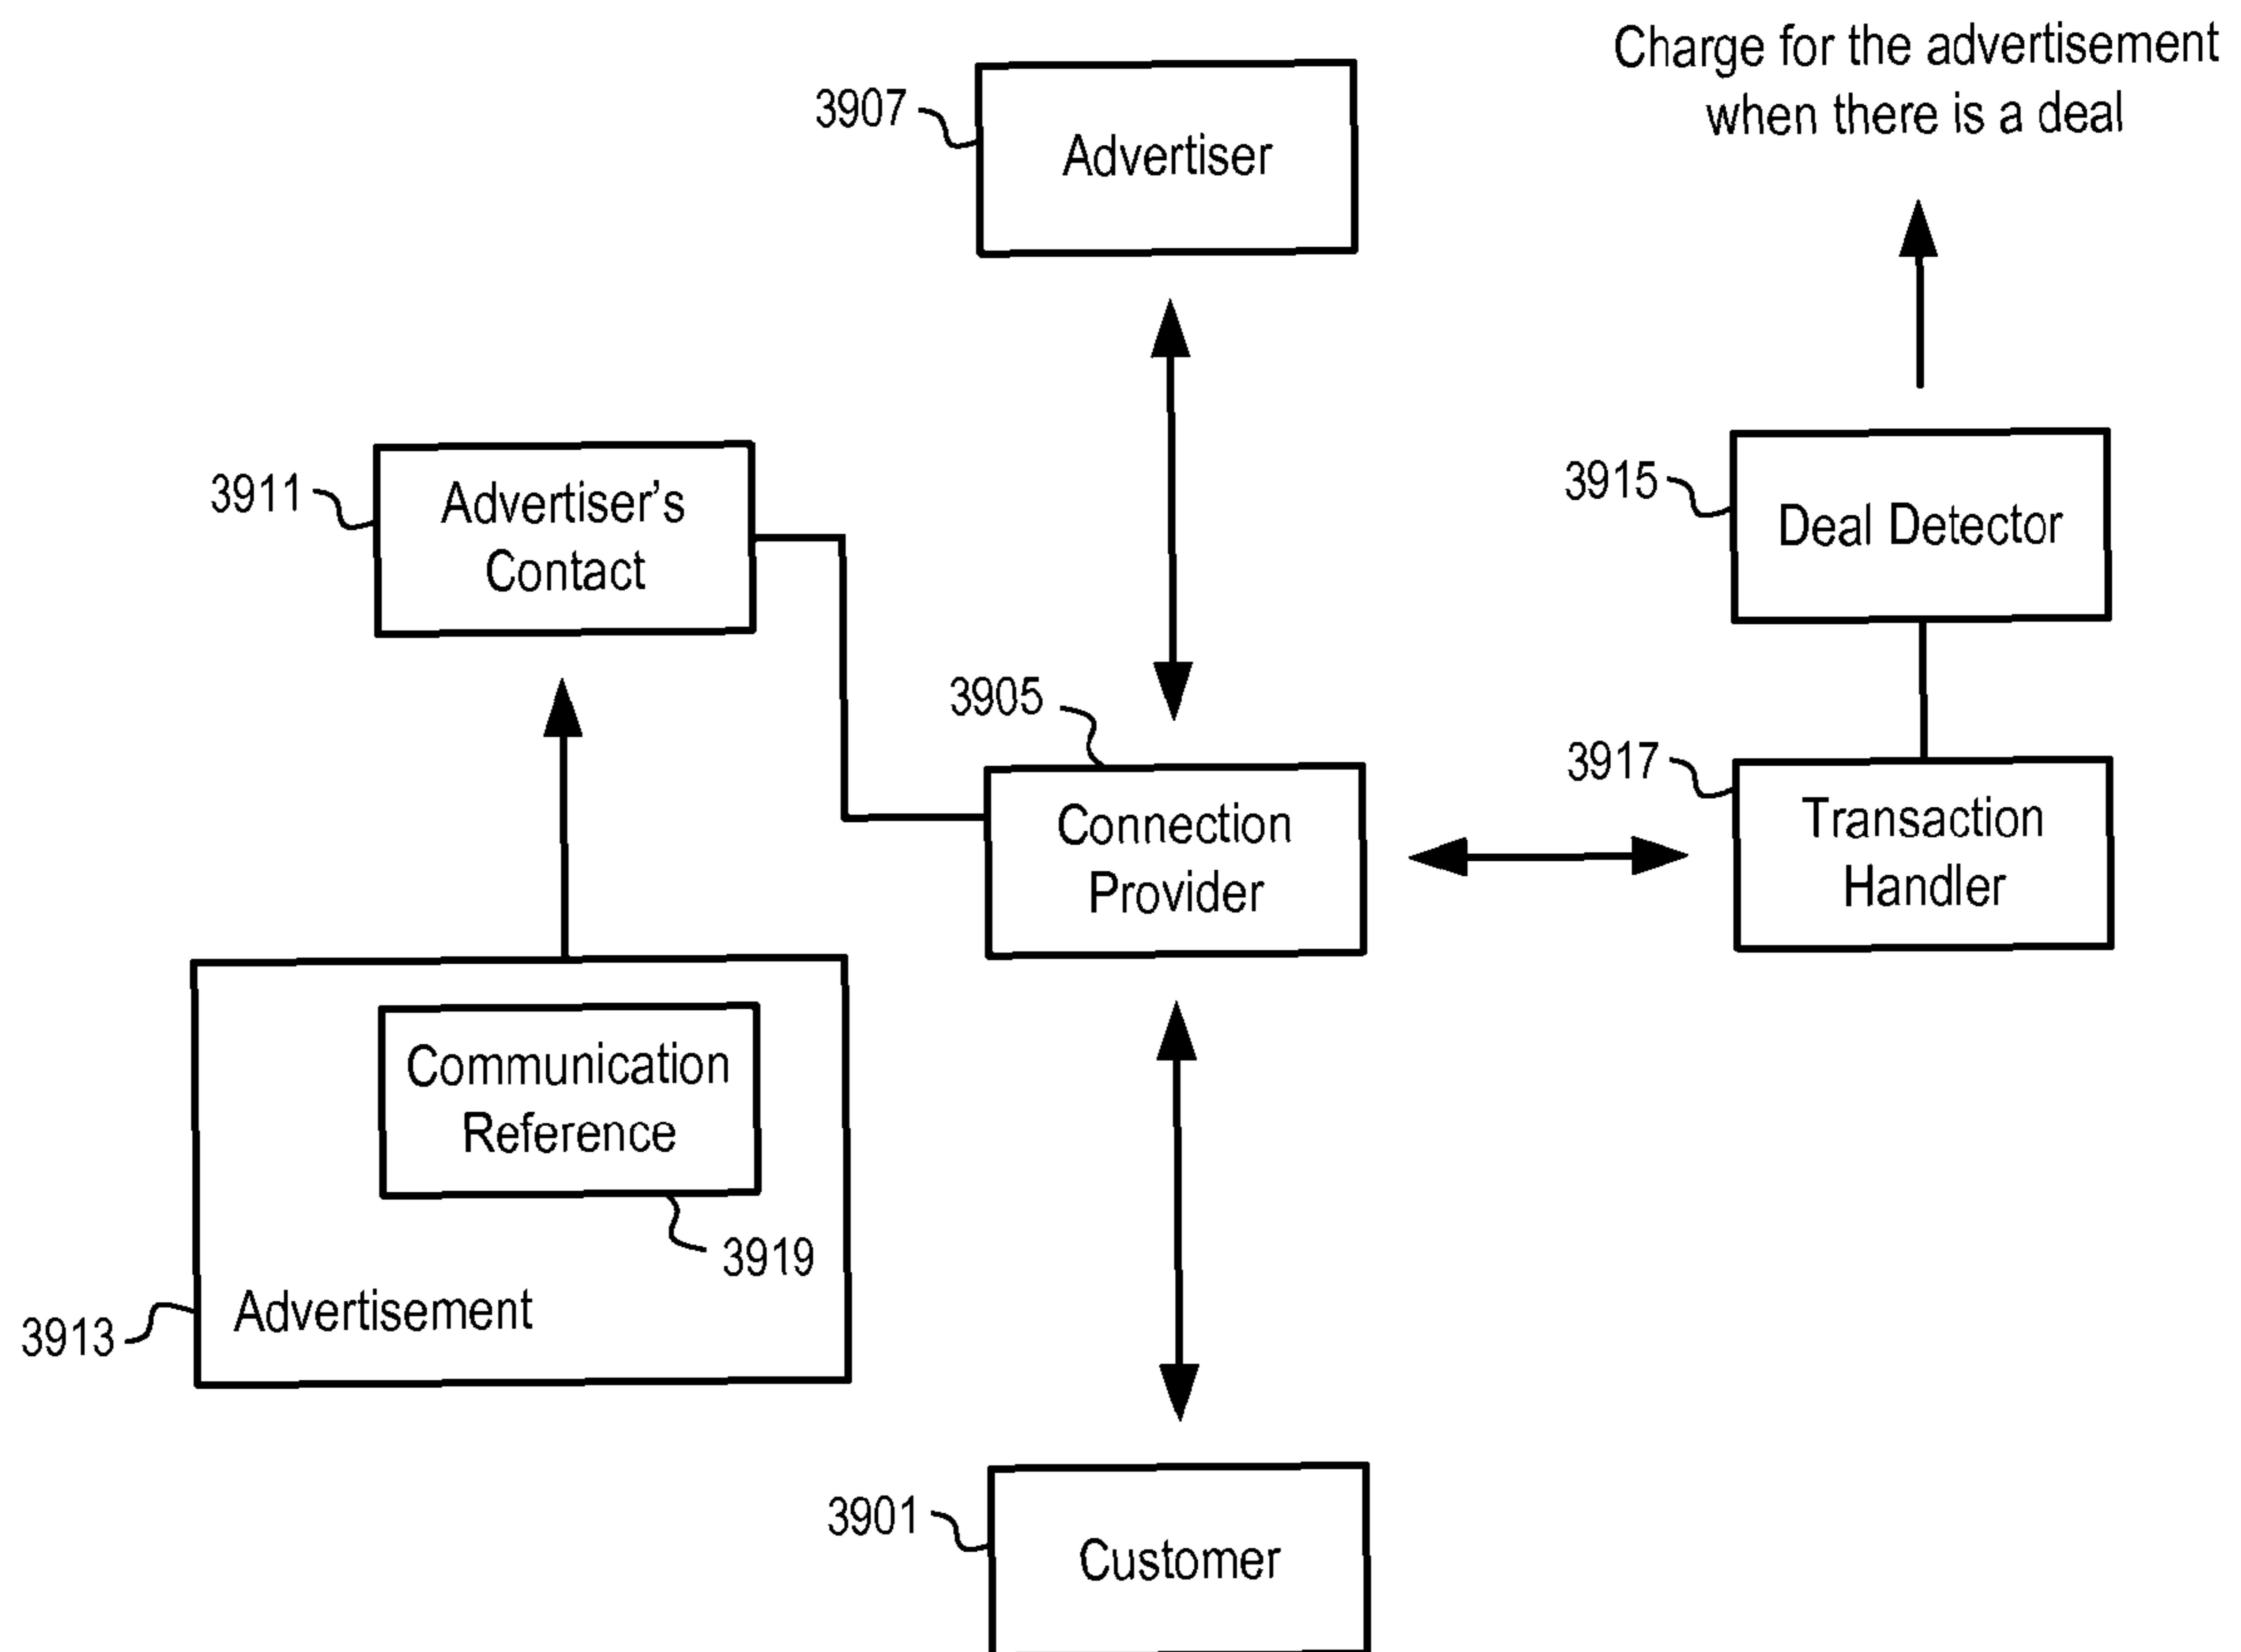 Charge for the advertisement
when there is a deal
3907
Advertiser
3911
Advertiser's
Contact
3915
Deal Detector
3905
Connection
Provider
3917
Transaction
Handler
Communication
Reference
3919
3913
Advertisement
3901
Customer